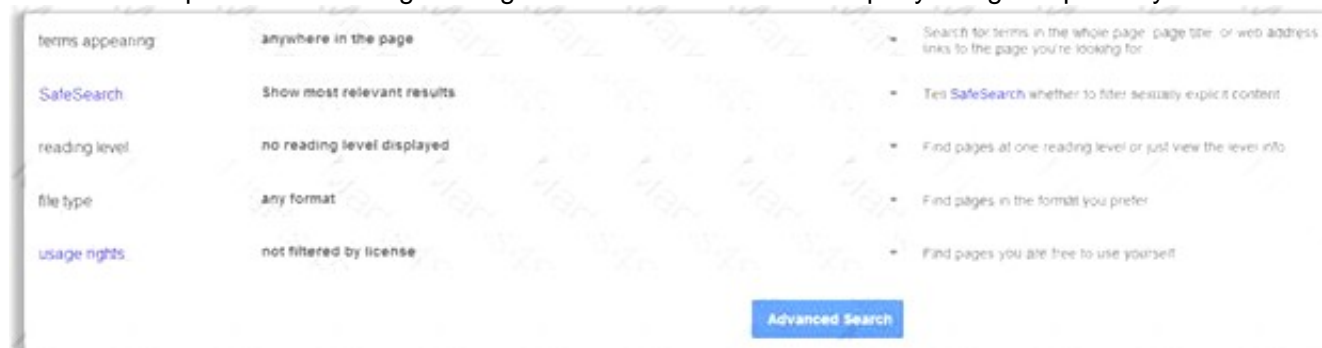 terms appearing anywhere in the page Search for terms in the whole page, page title, or web address
links to the page you're looking for
SafeSearch Show most relevant results Tell SafeSearch whether to filter sexually explicit content
reading level no reading level displayed Find pages at one reading level or just view the level info
file type any format Find pages in the format you prefer
usage rights not filtered by license Find pages you are free to use yourself
Advanced Search